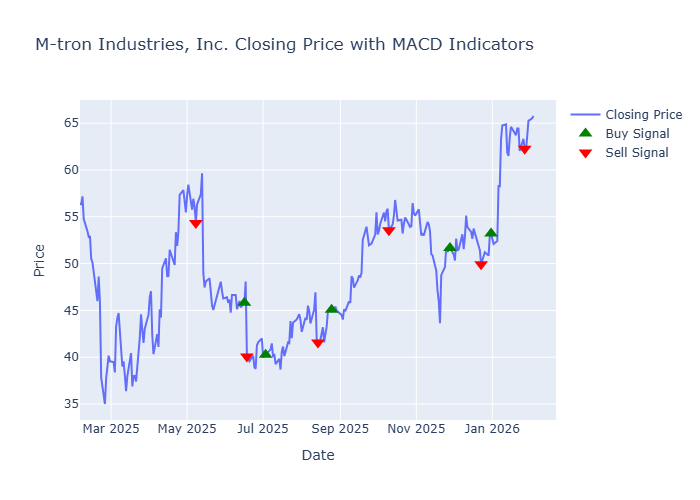 M-tron Industries, Inc. Closing Price with MACD Indicators
Closing Price
Buy Signal
Sell Signal
Price
65
60
55
50
45
40
35
Mar 2025
May 2025
Jul 2025
Sep 2025
Nov 2025
Jan 2026
Date